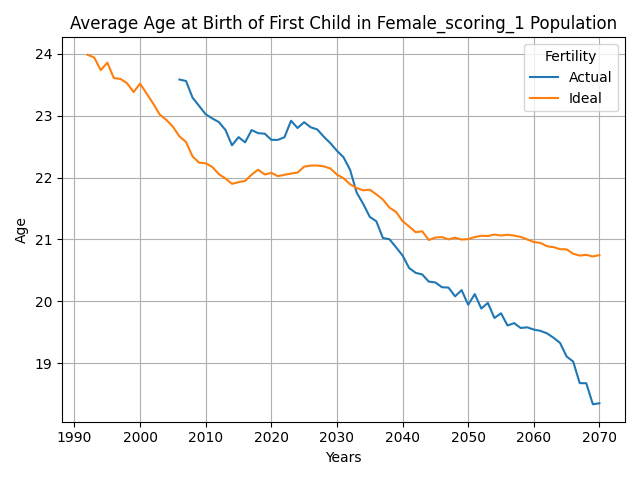 Average Age at Birth of First Child in Female_scoring_1 Population
Fertility
Actual
Ideal
24
23
22
21
20
19
Age
1990 2000 2010 2020 2030 2040 2050 2060 2070
Years